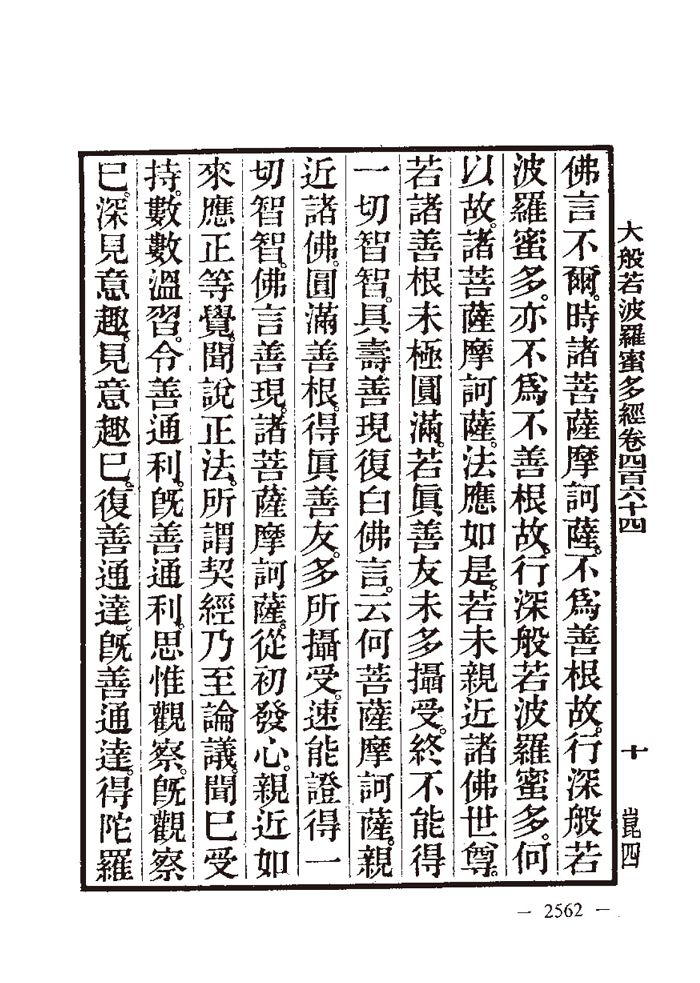 大般若波羅蜜多經卷四百六十四
十
崑四
佛言不爾。時諸菩薩摩訶薩。不爲善根故。行深般若
波羅蜜多。亦不爲不善根故。行深般若波羅蜜多。何
以故。諸菩薩摩訶薩。法應如是。若未親近諸佛世尊。
若諸善根未極圓滿。若眞善友未多攝受。終不能得
一切智智。具壽善現復白佛言。云何菩薩摩訶薩。親
近諸佛。圓滿善根。得眞善友。多所攝受。速能證得一
切智智。佛言善現。諸菩薩摩訶薩。從初發心。親近如
來應正等覺。聞說正法。所謂契經乃至論議。聞巳受
持。數數溫習。令善通利。旣善通利。思惟觀察。旣觀察
巳。深見意趣。見意趣巳。復善通達。旣善通達。得陀羅
— 2562 —